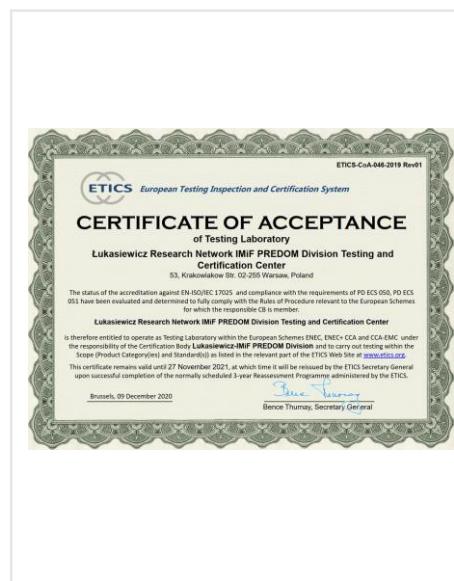 ETICS-CoA-046-2019 Rev01
ETICS European Testing Inspection and Certification System
CERTIFICATE OF ACCEPTANCE
of Testing Laboratory
Łukasiewicz Research Network IMiF PREDOM Division Testing and
Certification Center
53, Krakowiakow Str. 02-255 Warsaw, Poland
The status of the accreditation against EN-ISO/IEC 17025 and compliance with the requirements of PD ECS 050, PD ECS
051 have been evaluated and determined to fully comply with the Rules of Procedure relevant to the European Schemes
for which the responsible CB is member.
Łukasiewicz Research Network IMiF PREDOM Division Testing and Certification Center
is therefore entitled to operate as Testing Laboratory within the European Schemes ENEC, ENEC+ CCA and CCA-EMC under
the responsibility of the Certification Body Łukasiewicz-IMiF PREDOM Division and to carry out testing within the
Scope (Product Category(ies) and Standard(s)) as listed in the relevant part of the ETICS Web Site at www.etics.org.
This certificate remains valid until 27 November 2021, at which time it will be reissued by the ETICS Secretary General
upon successful completion of the normally scheduled 3-year Reassessment Programme administered by the ETICS.
Brussels, 09 December 2020
Bence Thurnay, Secretary General